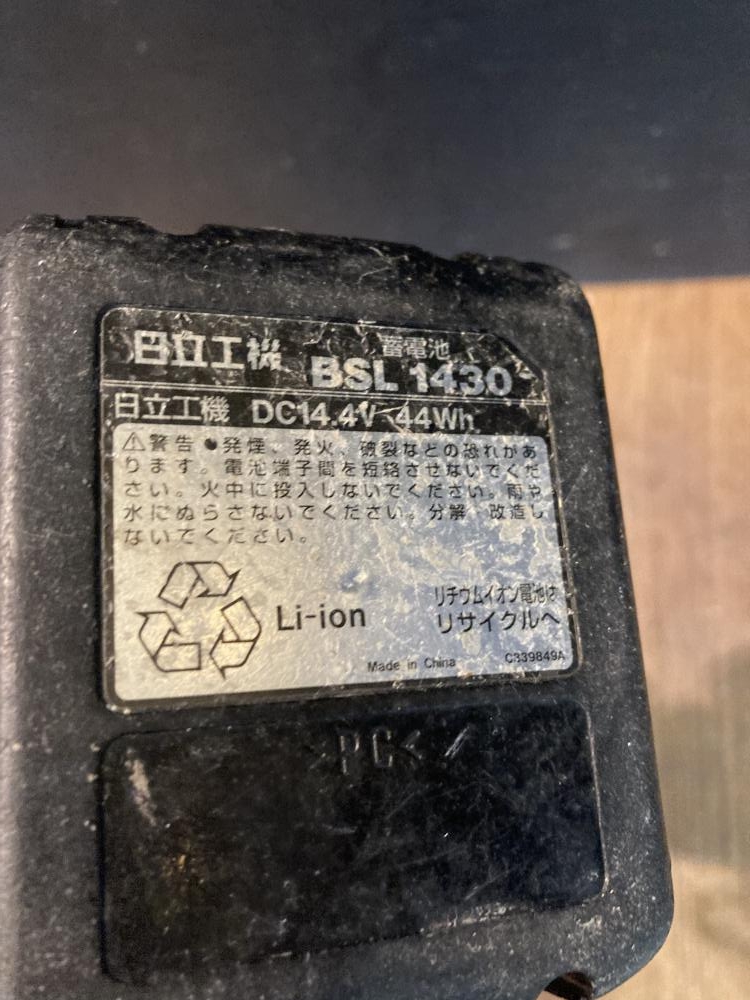 日立工機 蓄電池
BSL 1430
日立工機 DC14.4V 44Wh
⚠警告 ●発煙、発火、破裂などの恐れがあ
ります。電池端子間を短絡させないでくだ
さい。火中に投入しないでください。雨や
水にぬらさないでください。分解・改造し
ないでください。
Li-ion
リチウムイオン電池は
リサイクルへ
Made in China C339849A
>PC<